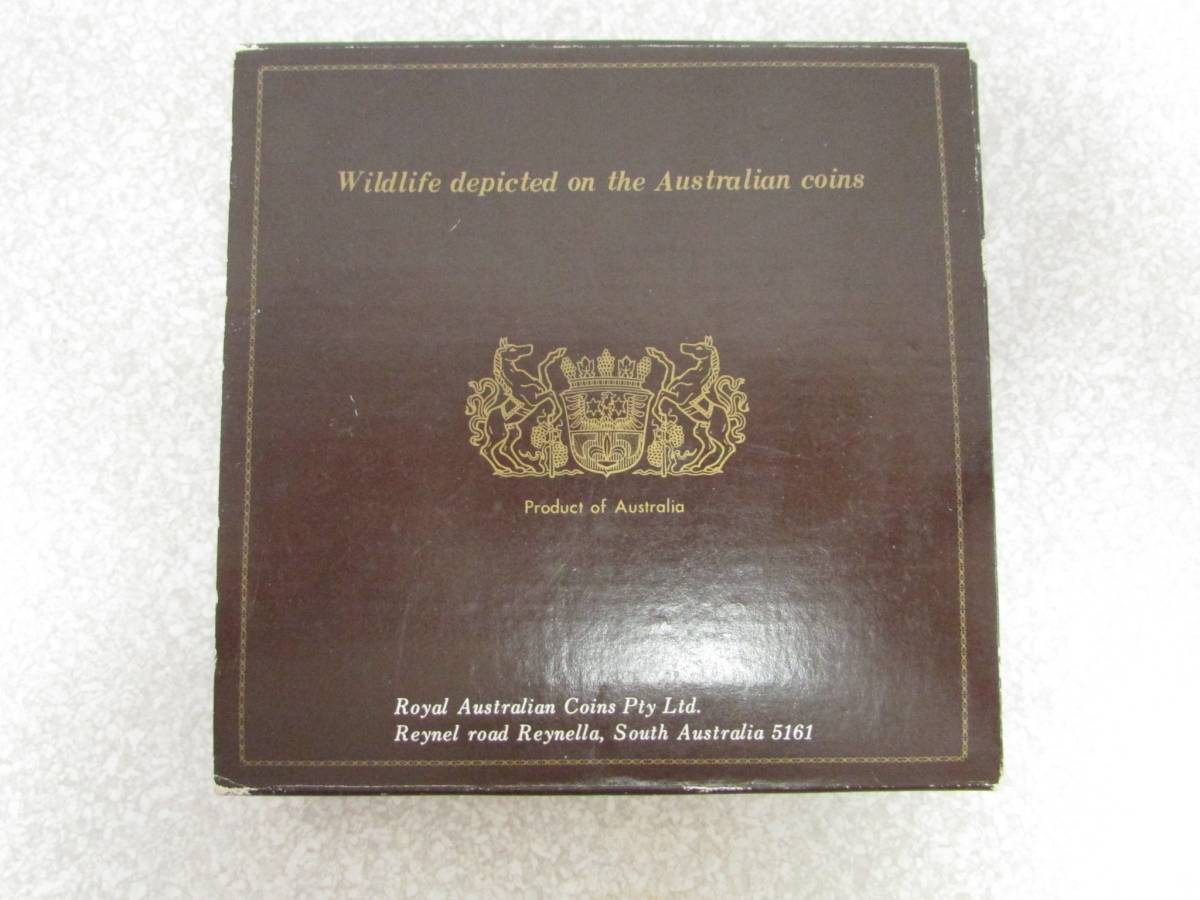 Wildlife depicted on the Australian coins
Product of Australia
Royal Australian Coins Pty Ltd.
Reynel road Reynella, South Australia 5161